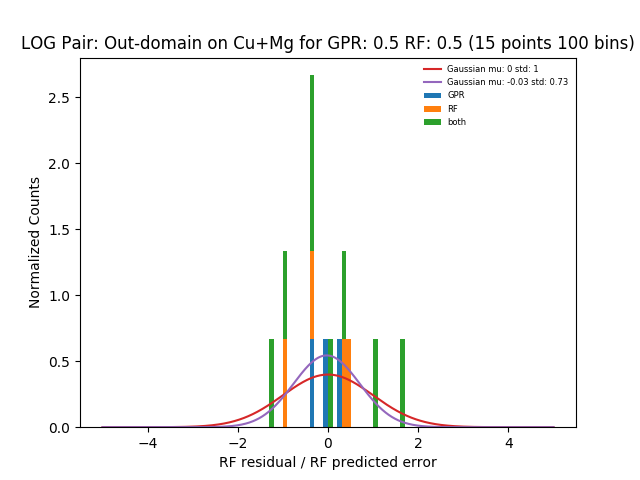 LOG Pair: Out-domain on Cu+Mg for GPR: 0.5 RF: 0.5 (15 points 100 bins)
Gaussian mu: 0 std: 1
Gaussian mu: -0.03 std: 0.73
GPR
RF
both
Normalized Counts
2.5
2.0
1.5
1.0
0.5
0.0
−4
−2
0
2
4
RF residual / RF predicted error